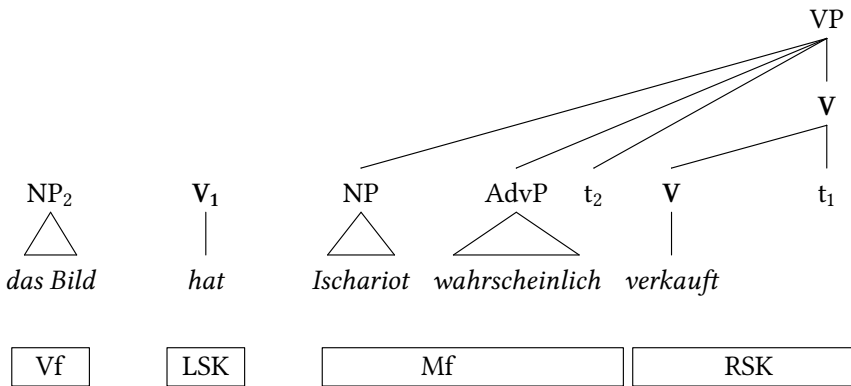 VP
V
NP₂ V₁ NP AdvP t₂ V t₁
das Bild hat Ischariot wahrscheinlich verkauft
Vf LSK Mf RSK